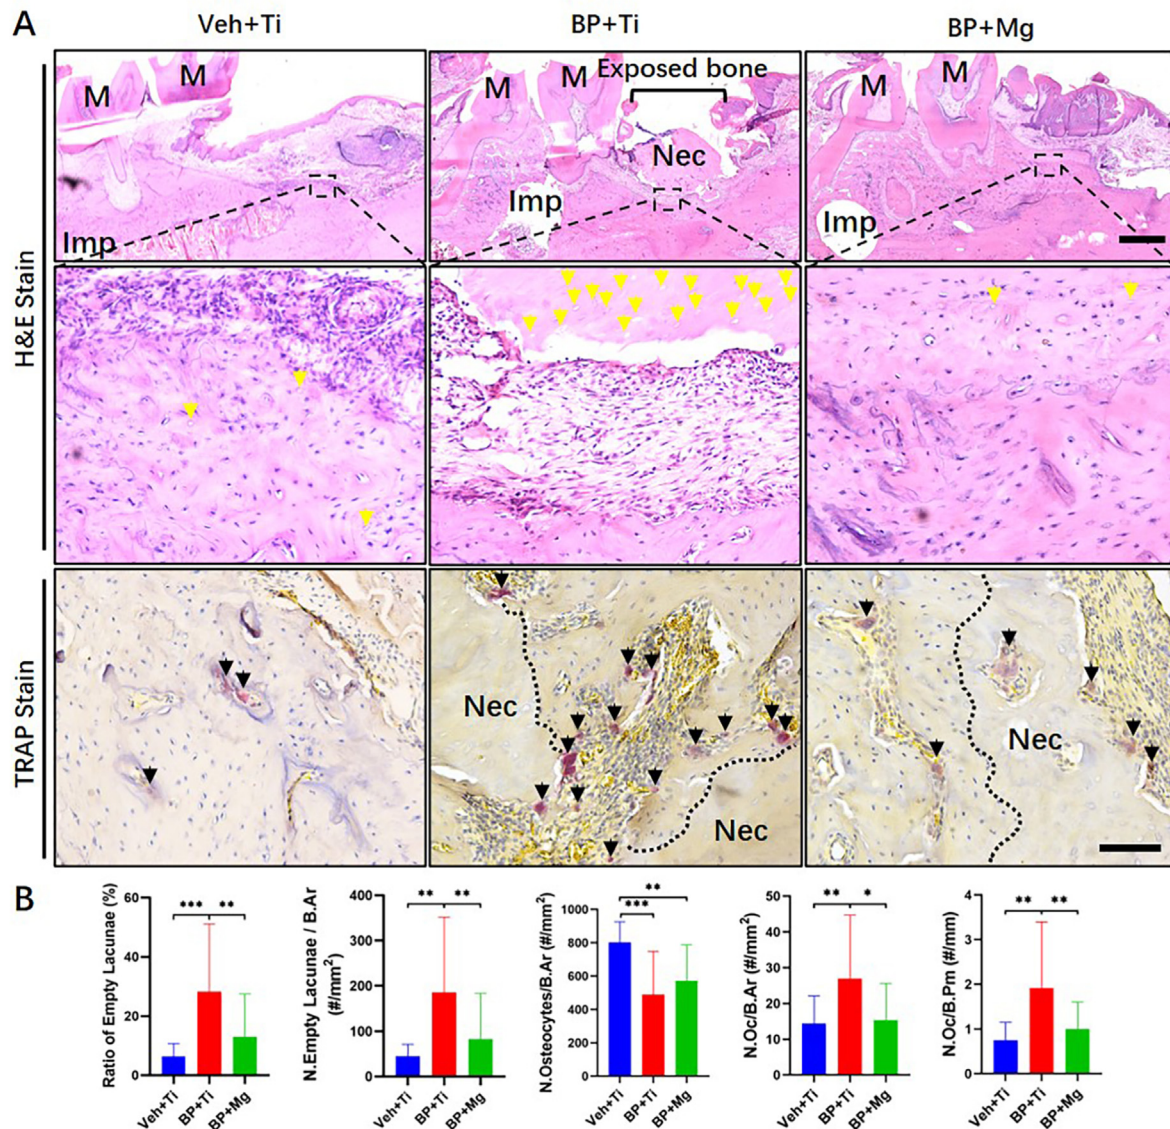 A
Veh+Ti
BP+Ti
BP+Mg
H&E Stain
M
M
Imp
M
M
Exposed bone
Nec
Imp
M
M
Imp
TRAP Stain
Nec
Nec
Nec
B
Ratio of Empty Lacunae (%)
60
40
20
0
*** **
Veh+Ti
BP+Ti
BP+Mg
N.Empty Lacunae / B.Ar
(#/mm²)
400
300
200
100
0
** **
Veh+Ti
BP+Ti
BP+Mg
N.Osteocytes/B.Ar (#/mm²)
1000
800
600
400
200
0
**
***
Veh+Ti
BP+Ti
BP+Mg
N.Oc/B.Ar (#/mm²)
50
40
30
20
10
0
** *
Veh+Ti
BP+Ti
BP+Mg
N.Oc/B.Pm (#/mm)
4
3
2
1
0
** **
Veh+Ti
BP+Ti
BP+Mg